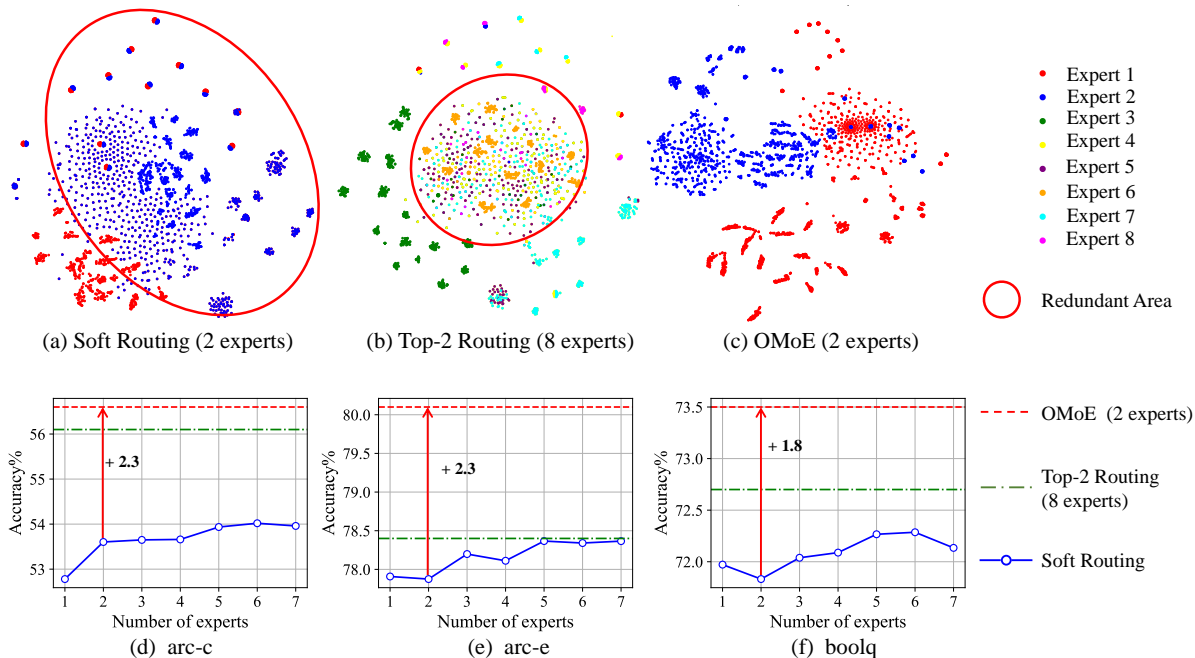 Expert 1
Expert 2
Expert 3
Expert 4
Expert 5
Expert 6
Expert 7
Expert 8
Redundant Area
(a) Soft Routing (2 experts)
(b) Top-2 Routing (8 experts)
(c) OMoE (2 experts)
Accuracy%
56
55
54
53
+ 2.3
1 2 3 4 5 6 7
Number of experts
(d) arc-c
Accuracy%
80.0
79.5
79.0
78.5
78.0
+ 2.3
1 2 3 4 5 6 7
Number of experts
(e) arc-e
Accuracy%
73.5
73.0
72.5
72.0
+ 1.8
1 2 3 4 5 6 7
Number of experts
(f) boolq
OMoE (2 experts)
Top-2 Routing
(8 experts)
Soft Routing